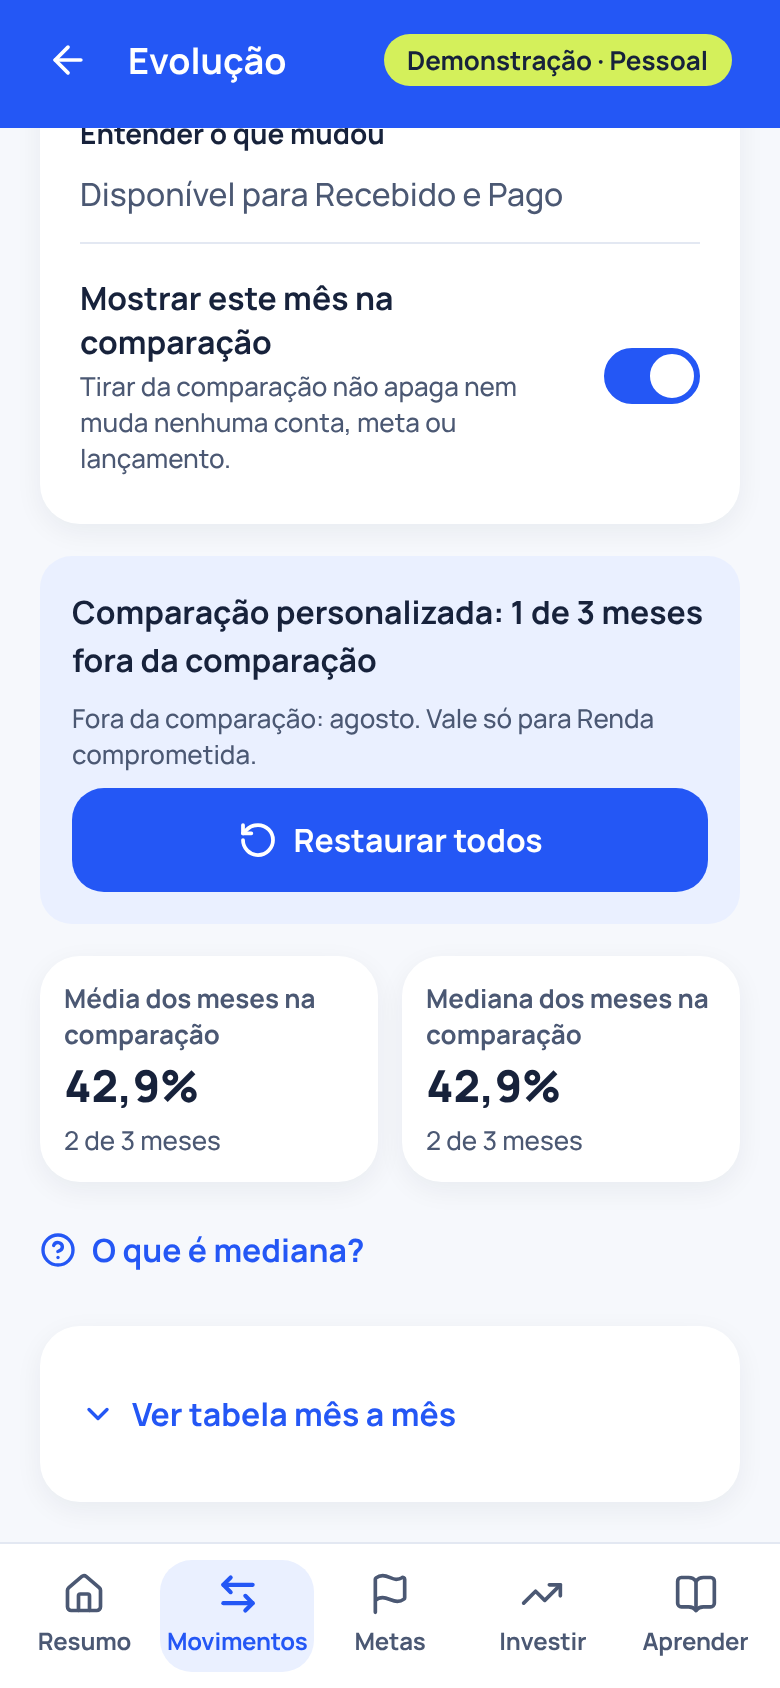 Evolução
Demonstração · Pessoal
Entender o que mudou
Disponível para Recebido e Pago
Mostrar este mês na
comparação
Tirar da comparação não apaga nem
muda nenhuma conta, meta ou
lançamento.
Comparação personalizada: 1 de 3 meses
fora da comparação
Fora da comparação: agosto. Vale só para Renda
comprometida.
Restaurar todos
Média dos meses na
comparação
42,9%
2 de 3 meses
Mediana dos meses na
comparação
42,9%
2 de 3 meses
O que é mediana?
Ver tabela mês a mês
Resumo
Movimentos
Metas
Investir
Aprender